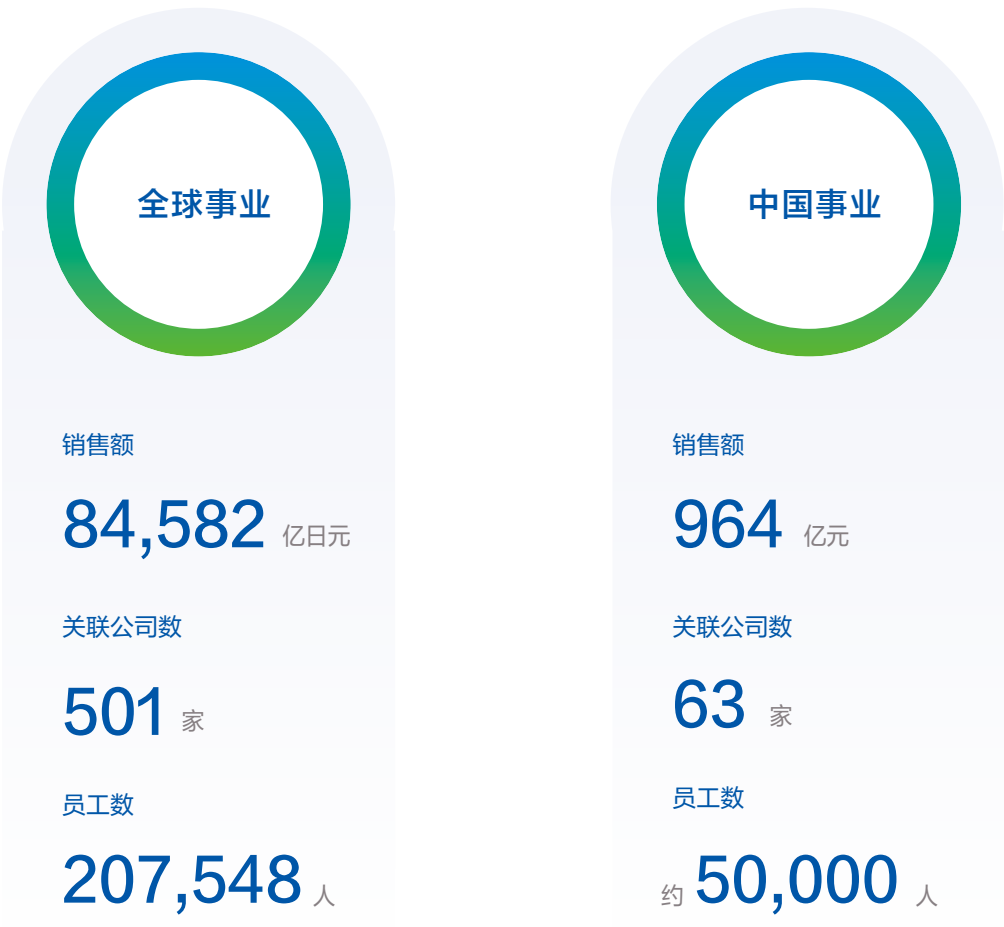 全球事业
销售额
84,582 亿日元
关联公司数
501 家
员工数
207,548 人
中国事业
销售额
964 亿元
关联公司数
63 家
员工数
约 50,000 人